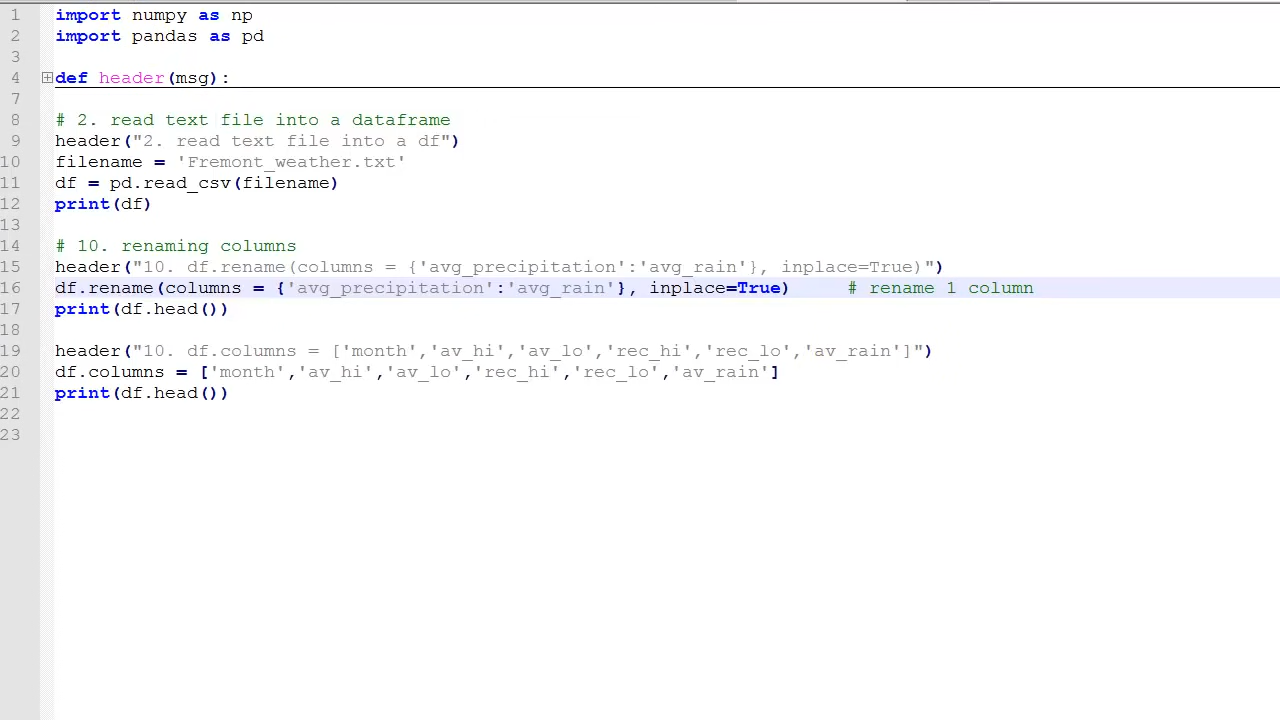 1 import numpy as np
2 import pandas as pd
3
4 def header(msg):
7
8 # 2. read text file into a dataframe
9 header("2. read text file into a df")
10 filename = 'Fremont_weather.txt'
11 df = pd.read_csv(filename)
12 print(df)
13
14 # 10. renaming columns
15 header("10. df.rename(columns = {'avg_precipitation':'avg_rain'}, inplace=True)")
16 df.rename(columns = {'avg_precipitation':'avg_rain'}, inplace=True) # rename 1 column
17 print(df.head())
18
19 header("10. df.columns = ['month','av_hi','av_lo','rec_hi','rec_lo','av_rain']")
20 df.columns = ['month','av_hi','av_lo','rec_hi','rec_lo','av_rain']
21 print(df.head())
22
23